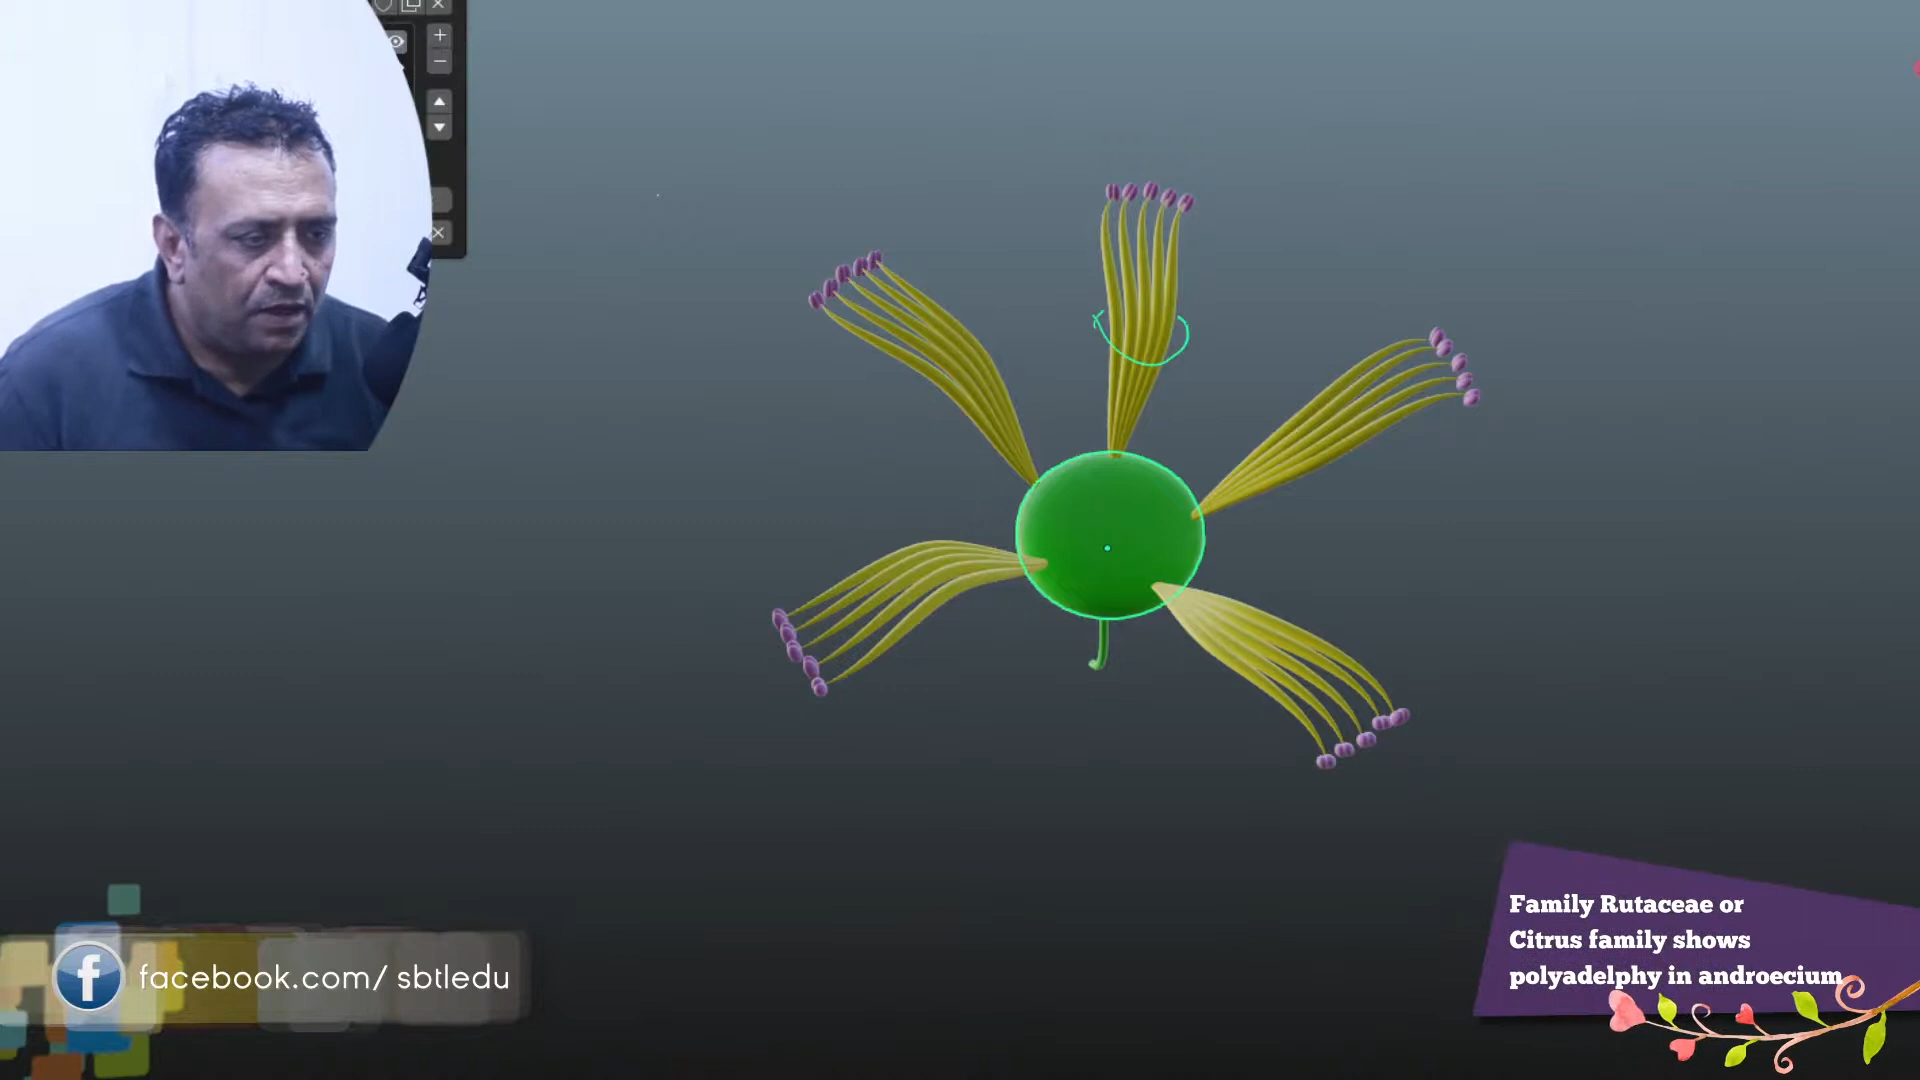 Family Rutaceae or
Citrus family shows
polyadelphy in androecium
facebook.com/ sbtledu